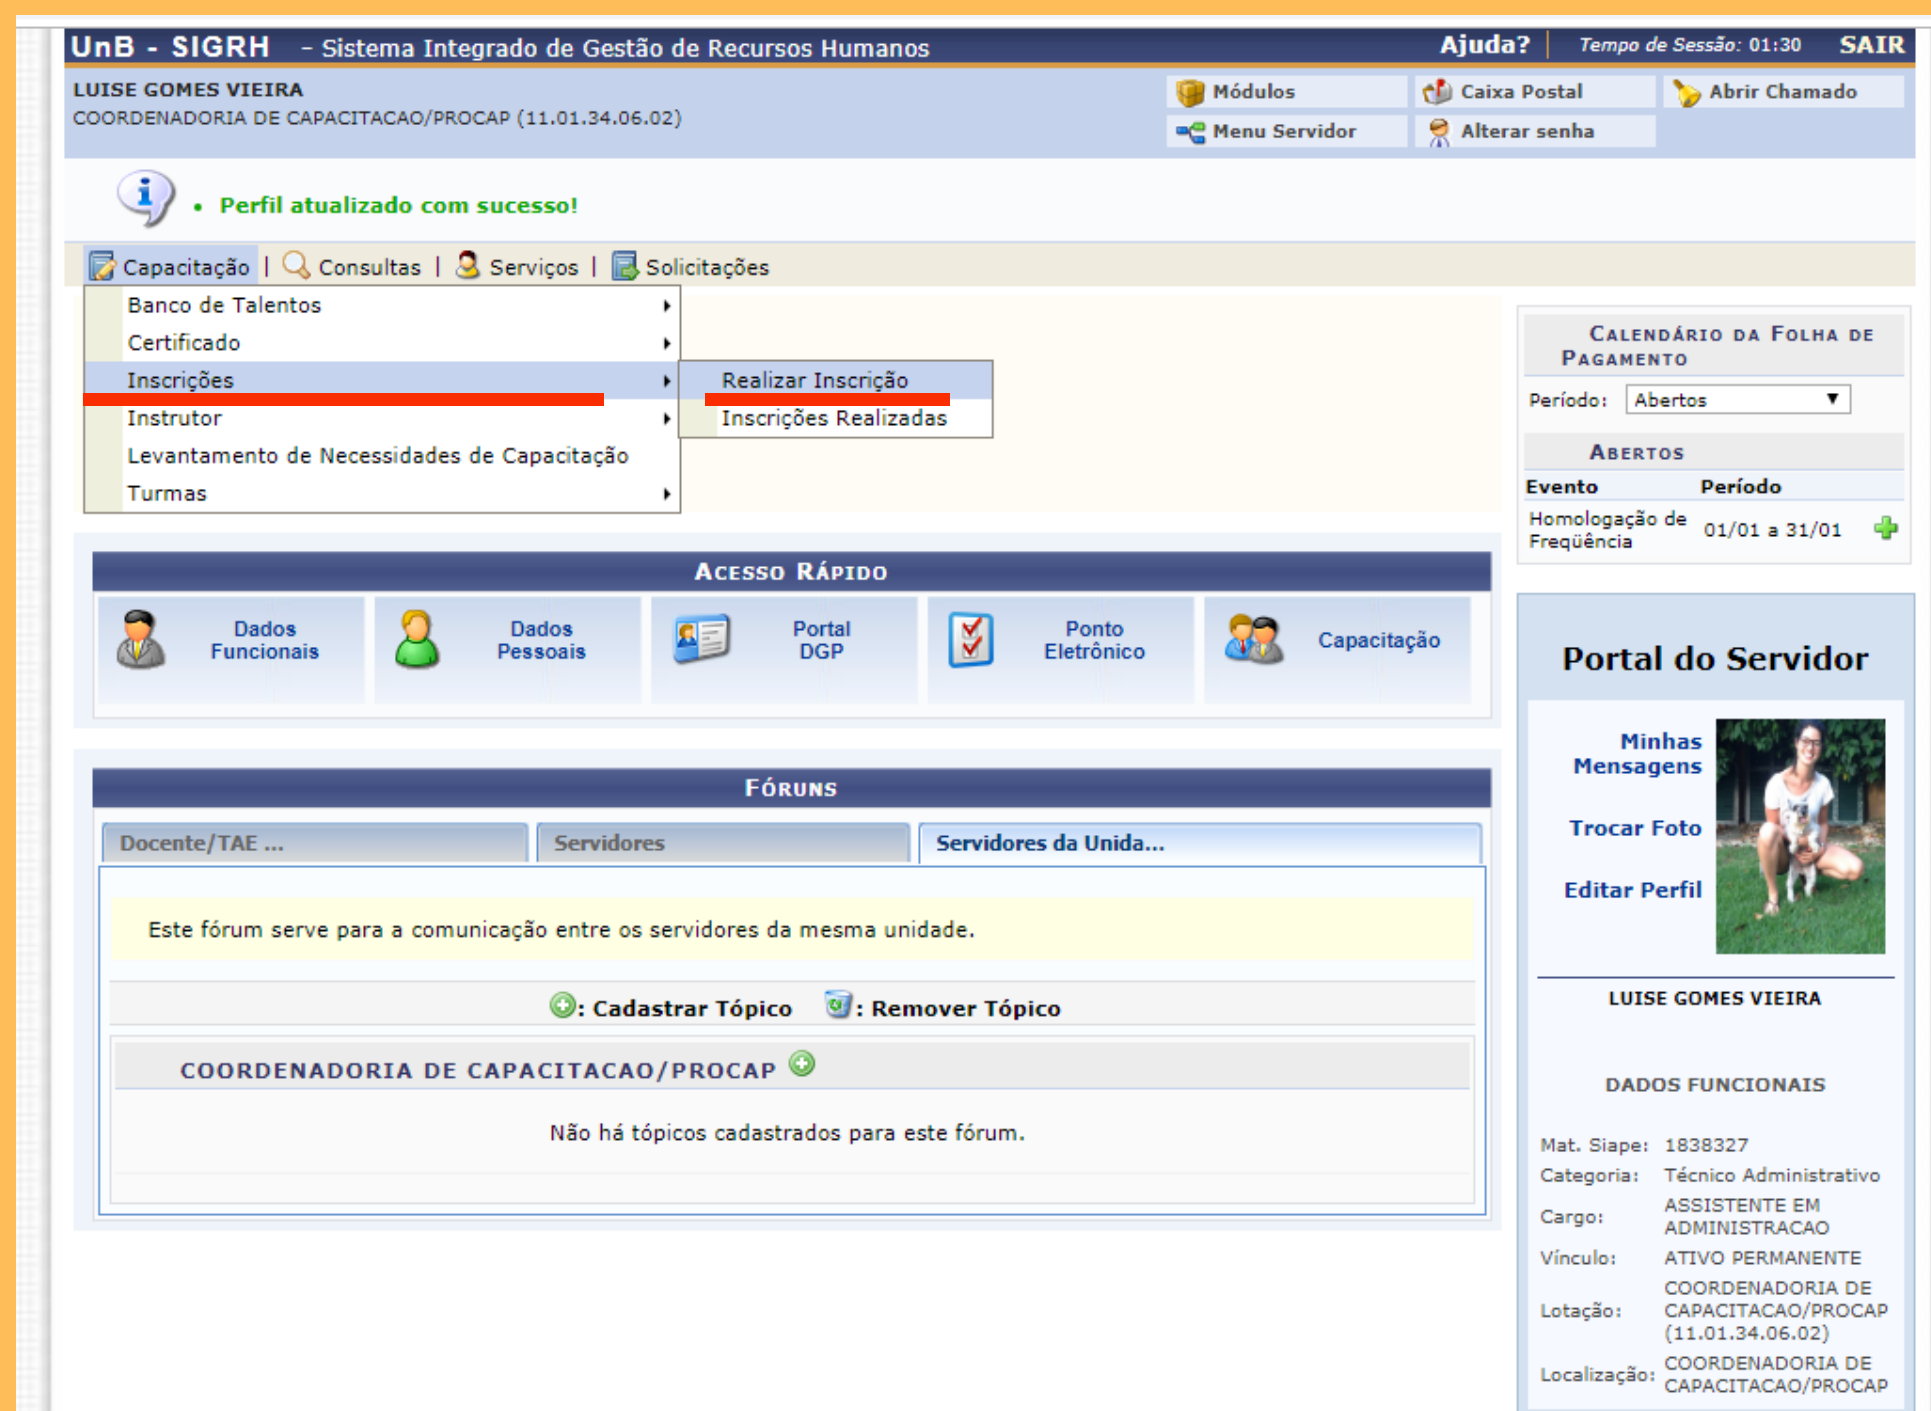 UnB - SIGRH - Sistema Integrado de Gestão de Recursos Humanos
Ajuda?
Tempo de Sessão: 01:30
SAIR
LUISE GOMES VIEIRA
COORDENADORIA DE CAPACITACAO/PROCAP (11.01.34.06.02)
Módulos
Caixa Postal
Abrir Chamado
Menu Servidor
Alterar senha
• Perfil atualizado com sucesso!
Capacitação | Consultas | Serviços | Solicitações
Banco de Talentos
Certificado
Inscrições
Realizar Inscrição
Instrutor
Inscrições Realizadas
Levantamento de Necessidades de Capacitação
Turmas
CALENDÁRIO DA FOLHA DE
PAGAMENTO
Período: Abertos
ABERTOS
Evento Período
Homologação de
Freqüência
01/01 a 31/01
ACESSO RÁPIDO
Dados
Funcionais
Dados
Pessoais
Portal
DGP
Ponto
Eletrônico
Capacitação
FÓRUNS
Docente/TAE ...
Servidores
Servidores da Unida...
Este fórum serve para a comunicação entre os servidores da mesma unidade.
: Cadastrar Tópico : Remover Tópico
COORDENADORIA DE CAPACITACAO/PROCAP
Não há tópicos cadastrados para este fórum.
Portal do Servidor
Minhas
Mensagens
Trocar Foto
Editar Perfil
LUISE GOMES VIEIRA
DADOS FUNCIONAIS
Mat. Siape: 1838327
Categoria: Técnico Administrativo
Cargo: ASSISTENTE EM
ADMINISTRACAO
Vínculo: ATIVO PERMANENTE
Lotação: COORDENADORIA DE
CAPACITACAO/PROCAP
(11.01.34.06.02)
Localização: COORDENADORIA DE
CAPACITACAO/PROCAP